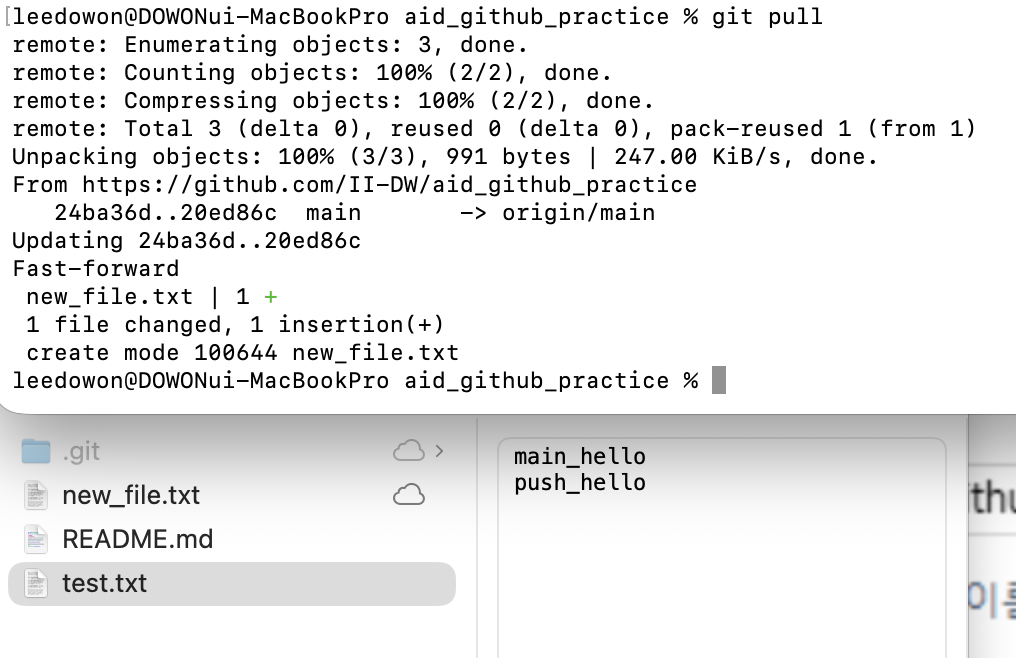 leedowon@DOWONui-MacBookPro aid_github_practice % git pull
remote: Enumerating objects: 3, done.
remote: Counting objects: 100% (2/2), done.
remote: Compressing objects: 100% (2/2), done.
remote: Total 3 (delta 0), reused 0 (delta 0), pack-reused 1 (from 1)
Unpacking objects: 100% (3/3), 991 bytes | 247.00 KiB/s, done.
From https://github.com/II-DW/aid_github_practice
   24ba36d..20ed86c  main       -> origin/main
Updating 24ba36d..20ed86c
Fast-forward
 new_file.txt | 1 +
 1 file changed, 1 insertion(+)
 create mode 100644 new_file.txt
leedowon@DOWONui-MacBookPro aid_github_practice %
.git
new_file.txt
README.md
test.txt
main_hello
push_hello